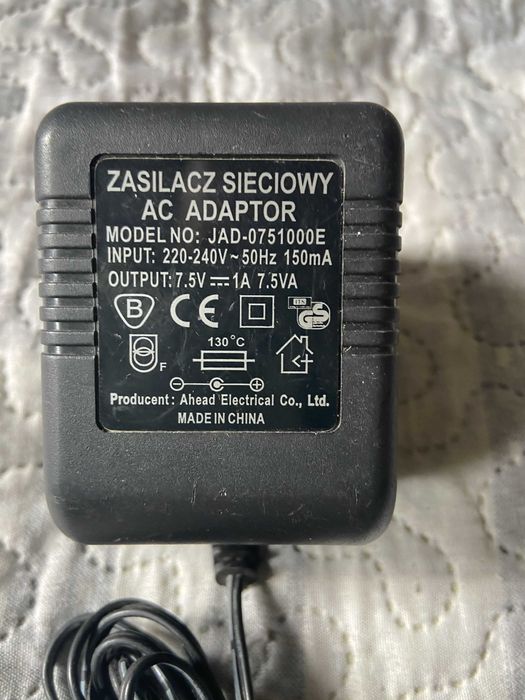 ZASILACZ SIECIOWY
AC ADAPTOR
MODEL NO: JAD-0751000E
INPUT: 220-240V ~ 50Hz 150mA
OUTPUT: 7.5V ⎓ 1A 7.5VA
B CE GS
F 130°C
Producent: Ahead Electrical Co., Ltd.
MADE IN CHINA